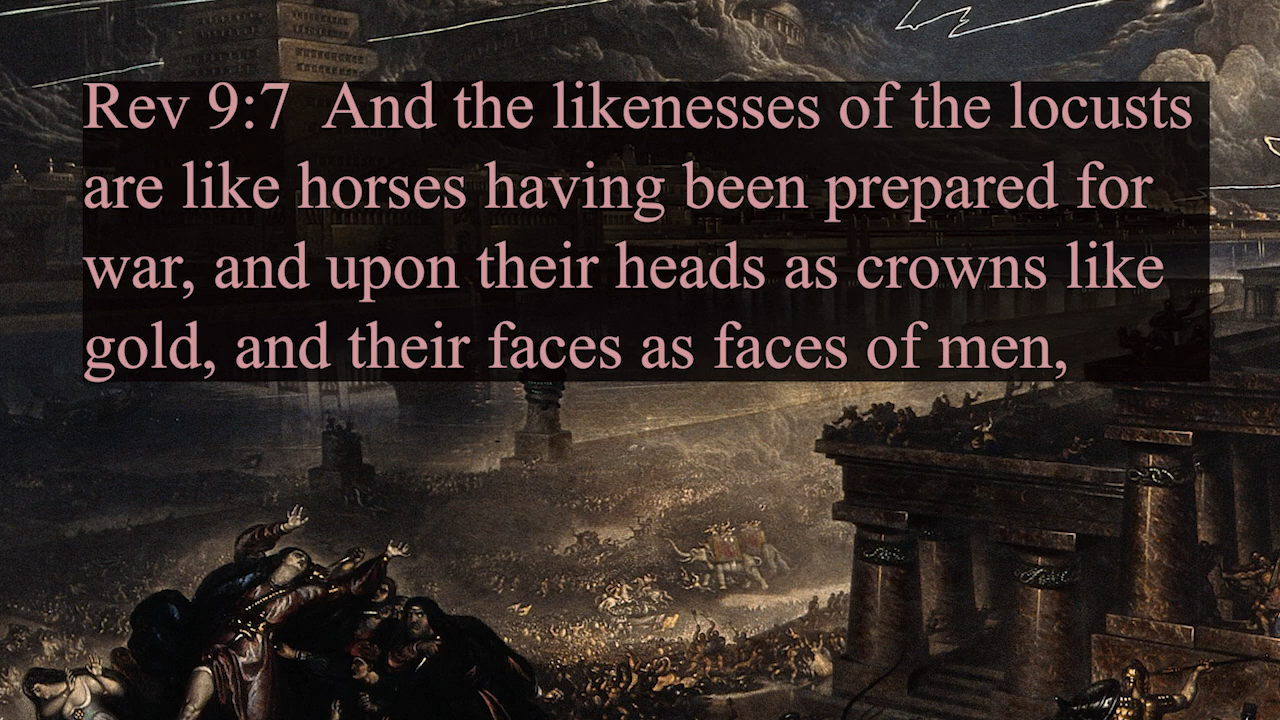 Rev 9:7  And the likenesses of the locusts
are like horses having been prepared for
war, and upon their heads as crowns like
gold, and their faces as faces of men,